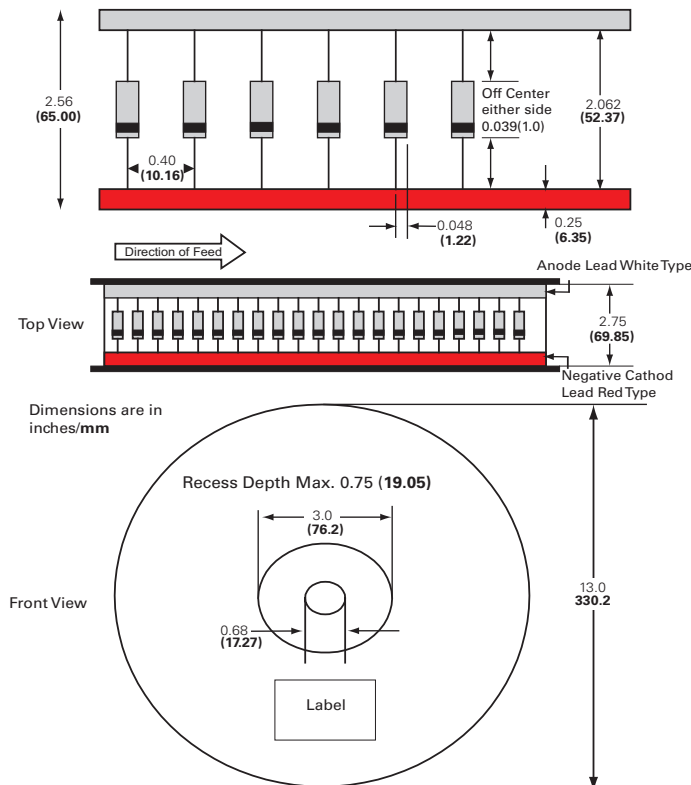 2.56
(65.00)
Off Center
either side
0.039(1.0)
2.062
(52.37)
0.40
(10.16)
0.048
(1.22)
0.25
(6.35)
Direction of Feed
Anode Lead White Type
Top View
2.75
(69.85)
Negative Cathod
Lead Red Type
Dimensions are in
inches/mm
Recess Depth Max. 0.75 (19.05)
3.0
(76.2)
13.0
330.2
Front View
0.68
(17.27)
Label